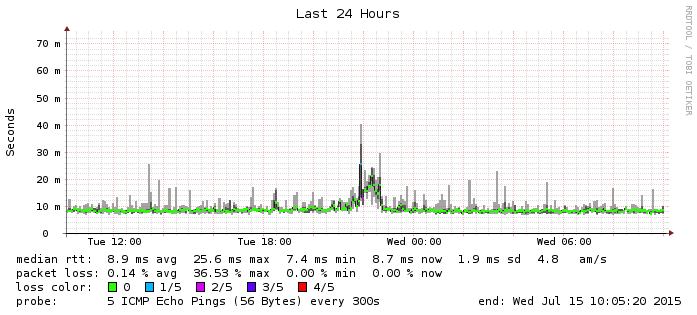 Last 24 Hours
RRDTOOL / TOBI OETIKER
Seconds
70 m
60 m
50 m
40 m
30 m
20 m
10 m
0
Tue 12:00 Tue 18:00 Wed 00:00 Wed 06:00
median rtt: 8.9 ms avg 25.6 ms max 7.4 ms min 8.7 ms now 1.9 ms sd 4.8 am/s
packet loss: 0.14 % avg 36.53 % max 0.00 % min 0.00 % now
loss color: 0 1/5 2/5 3/5 4/5
probe: 5 ICMP Echo Pings (56 Bytes) every 300s end: Wed Jul 15 10:05:20 2015